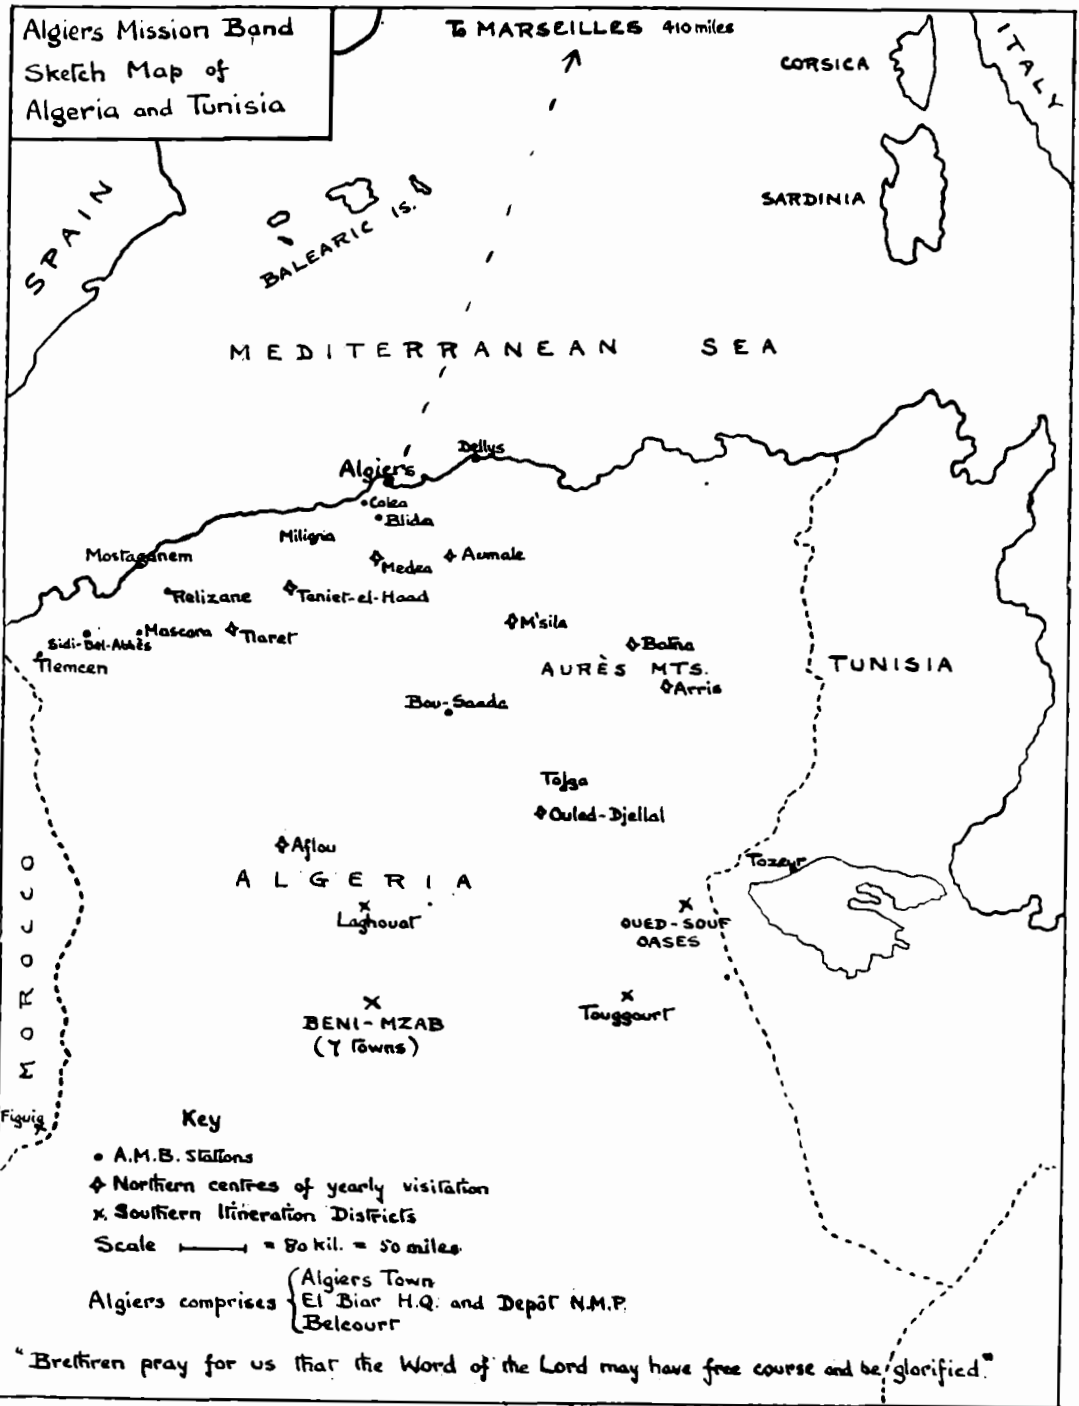 Algiers Mission Band
Sketch Map of
Algeria and Tunisia
To MARSEILLES 410 miles
CORSICA
ITALY
SARDINIA
SPAIN
BALEARIC IS.
MEDITERRANEAN SEA
Dellys
Algiers
Colea
Blida
Miligna
Mostaganem
Medea
Aumale
Relizane
Teniet-el-Haad
M'sila
Mascara
Tiaret
Sidi-Bel-Abbès
Tlemcen
Batna
AURÈS MTS.
Arris
TUNISIA
Bou-Saada
Tolga
Ouled-Djellal
Aflou
Tozeur
ALGERIA
MOROCCO
Laghouat
OUED-SOUF
OASES
BENI-MZAB
(7 Towns)
Touggourt
Figuig
Key
A.M.B. Stations
Northern centres of yearly visitation
x. Southern Itineration Districts
Scale = 80 kil. = 50 miles.
Algiers comprises { Algiers Town
El Biar H.Q. and Depôt N.M.P.
Belcourt
"Brethren pray for us that the Word of the Lord may have free course and be glorified."